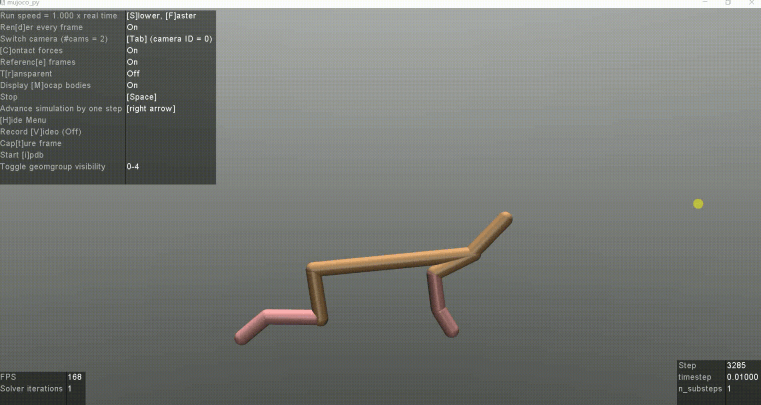 mujoco_py
Run speed = 1.000 x real time [S]lower, [F]aster
Ren[d]er every frame On
Switch camera (#cams = 2) [Tab] (camera ID = 0)
[C]ontact forces On
Referenc[e] frames On
T[r]ansparent Off
Display [M]ocap bodies On
Stop [Space]
Advance simulation by one step [right arrow]
[H]ide Menu
Record [V]ideo (Off)
Cap[t]ure frame
Start [i]pdb
Toggle geomgroup visibility 0-4
FPS 168
Solver iterations 1
Step 3285
timestep 0.01000
n_substeps 1